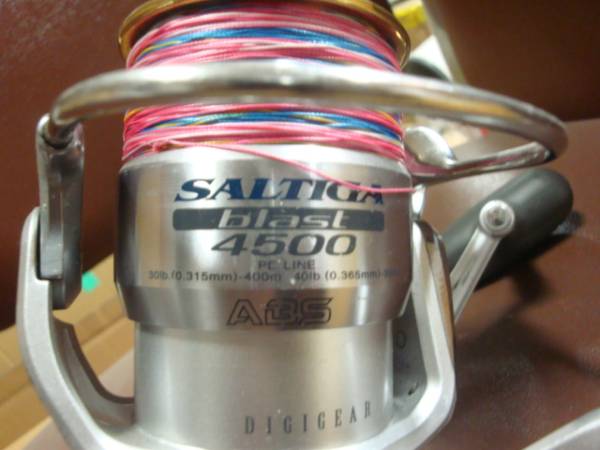 SALTIGA
blast
4500
PE LINE
30lb.(0.315mm)-400m 40lb.(0.365mm)-
ABS
DIGIGEAR